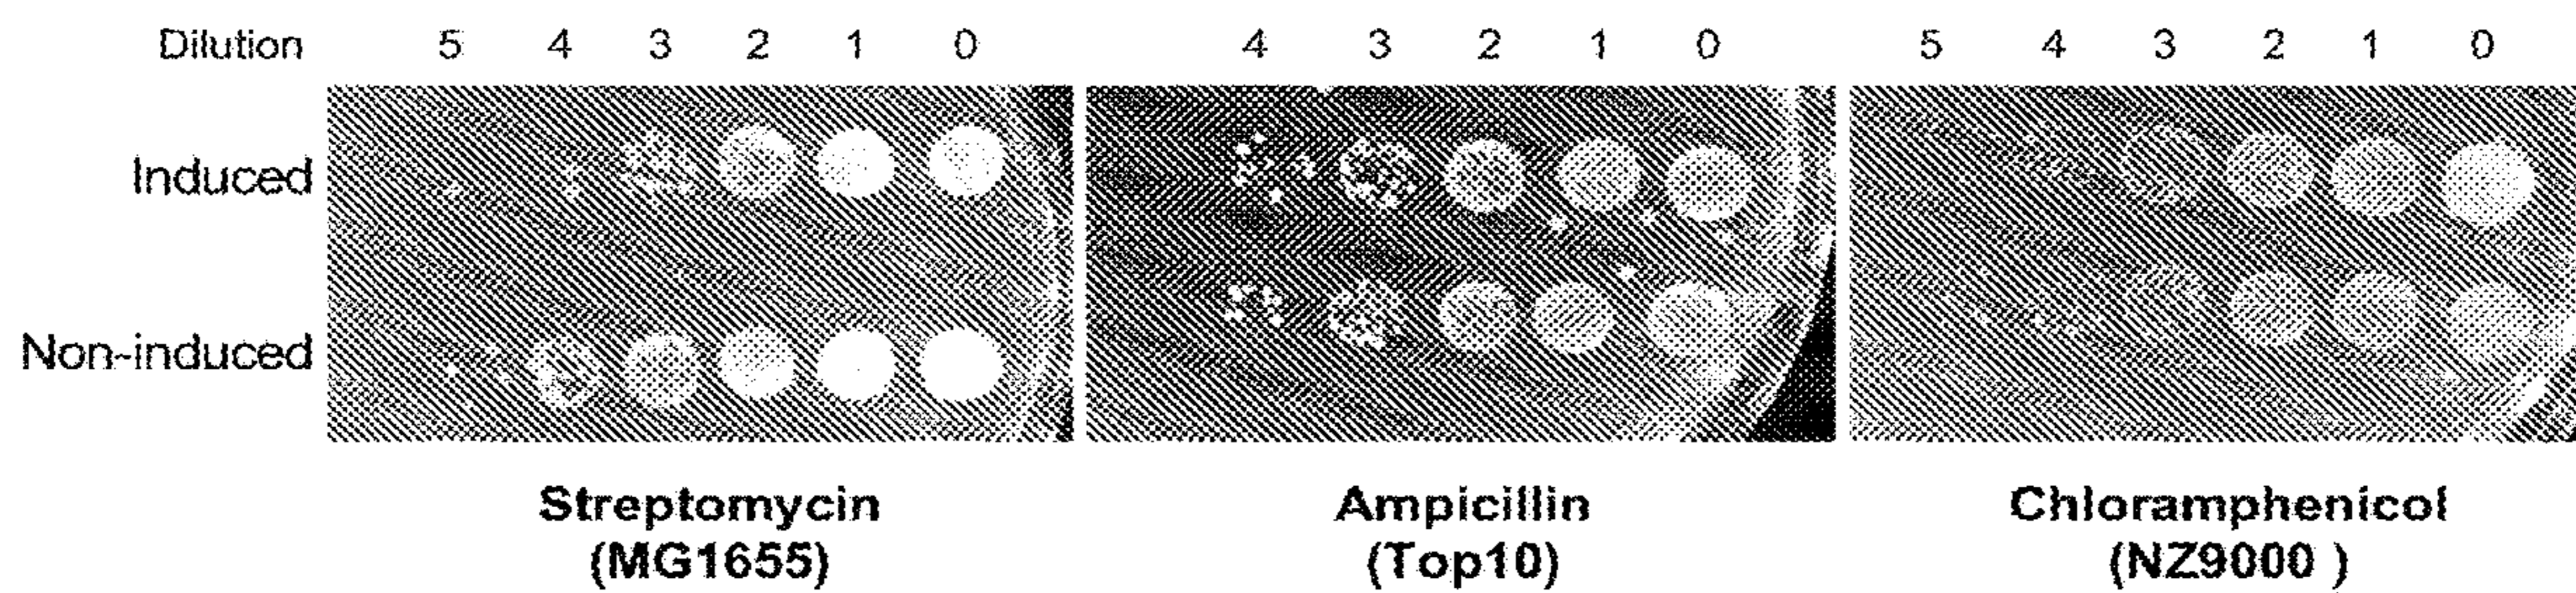 Dilution 5 4 3 2 1 0 4 3 2 1 0 5 4 3 2 1 0
Induced
Non-induced
Streptomycin Ampicillin Chloramphenicol
(MG1655) (Top10) (NZ9000 )